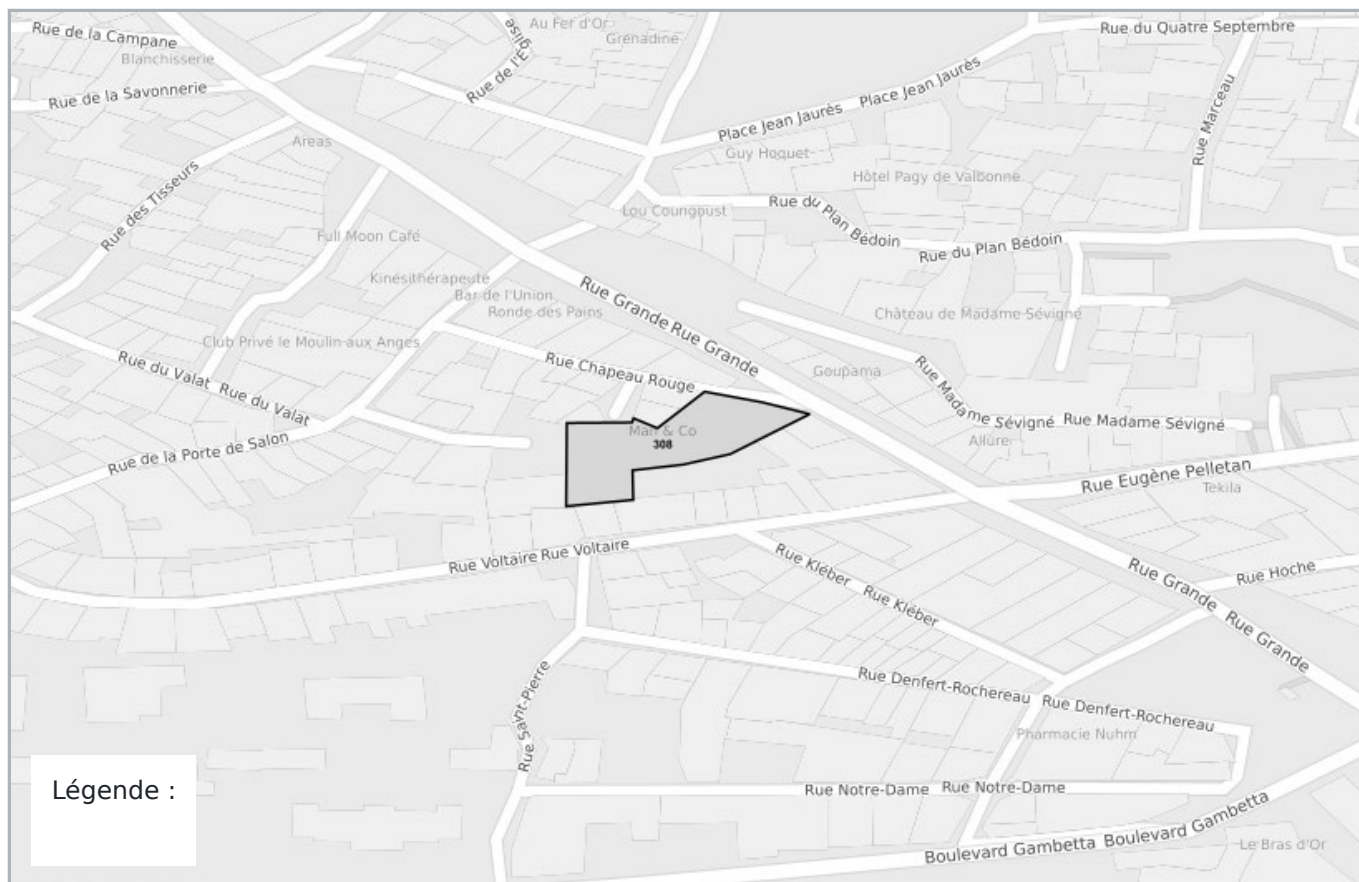 Au Fer d'Or
Rue du Quatre Septembre
Rue de la Campane
Grenadine
Blanchisserie
Rue de l'Eglise
Rue de la Savonnerie
Place Jean Jaurès
Place Jean Jaurès
Rue Marceau
Areas
Guy Hoquet
Hôtel Pagy de Valbonne
Rue des Tisseurs
Lou Coungoust
Rue du Plan Bédoin
Rue du Plan Bédoin
Full Moon Café
Kinésithérapeute
Bar de l'Union
Ronde des Pains
Rue Grande
Rue Grande
Château de Madame Sévigné
Club Privé le Moulin aux Anges
Rue Chapeau Rouge
Goupama
Rue du Valat
Rue du Valat
Rue Madame Sévigné
Rue Madame Sévigné
Man & Co
308
Allure
Rue de la Porte de Salon
Rue Eugène Pelletan
Tekila
Rue Voltaire
Rue Voltaire
Rue Kléber
Rue Kléber
Rue Grande
Rue Grande
Rue Hoche
Rue Saint-Pierre
Rue Denfert-Rochereau
Rue Denfert-Rochereau
Pharmacie Nuhm
Légende :
Rue Notre-Dame
Rue Notre-Dame
Boulevard Gambetta
Boulevard Gambetta
Le Bras d'Or